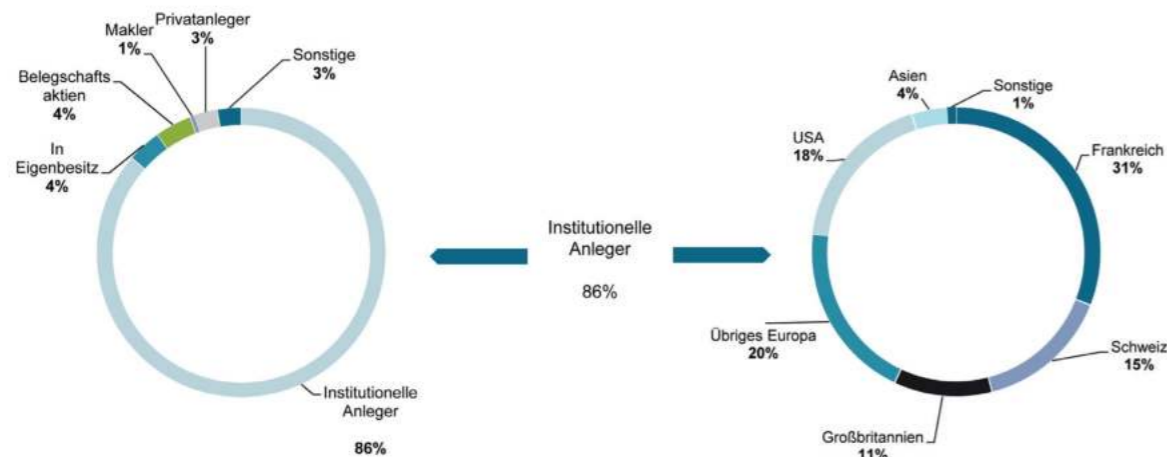 Makler
1%
Privatanleger
3%
Sonstige
3%
Belegschafts
aktien
4%
In
Eigenbesitz
4%
Institutionelle
Anleger
86%
Institutionelle
Anleger
86%
Asien
4%
Sonstige
1%
USA
18%
Frankreich
31%
Übriges Europa
20%
Schweiz
15%
Großbritannien
11%